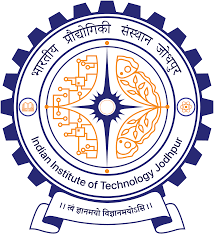 भारतीय प्रौद्योगिकी संस्थान जोधपुर
Indian Institute of Technology Jodhpur
।। त्वं ज्ञानमयो विज्ञानमयोऽसि ।।